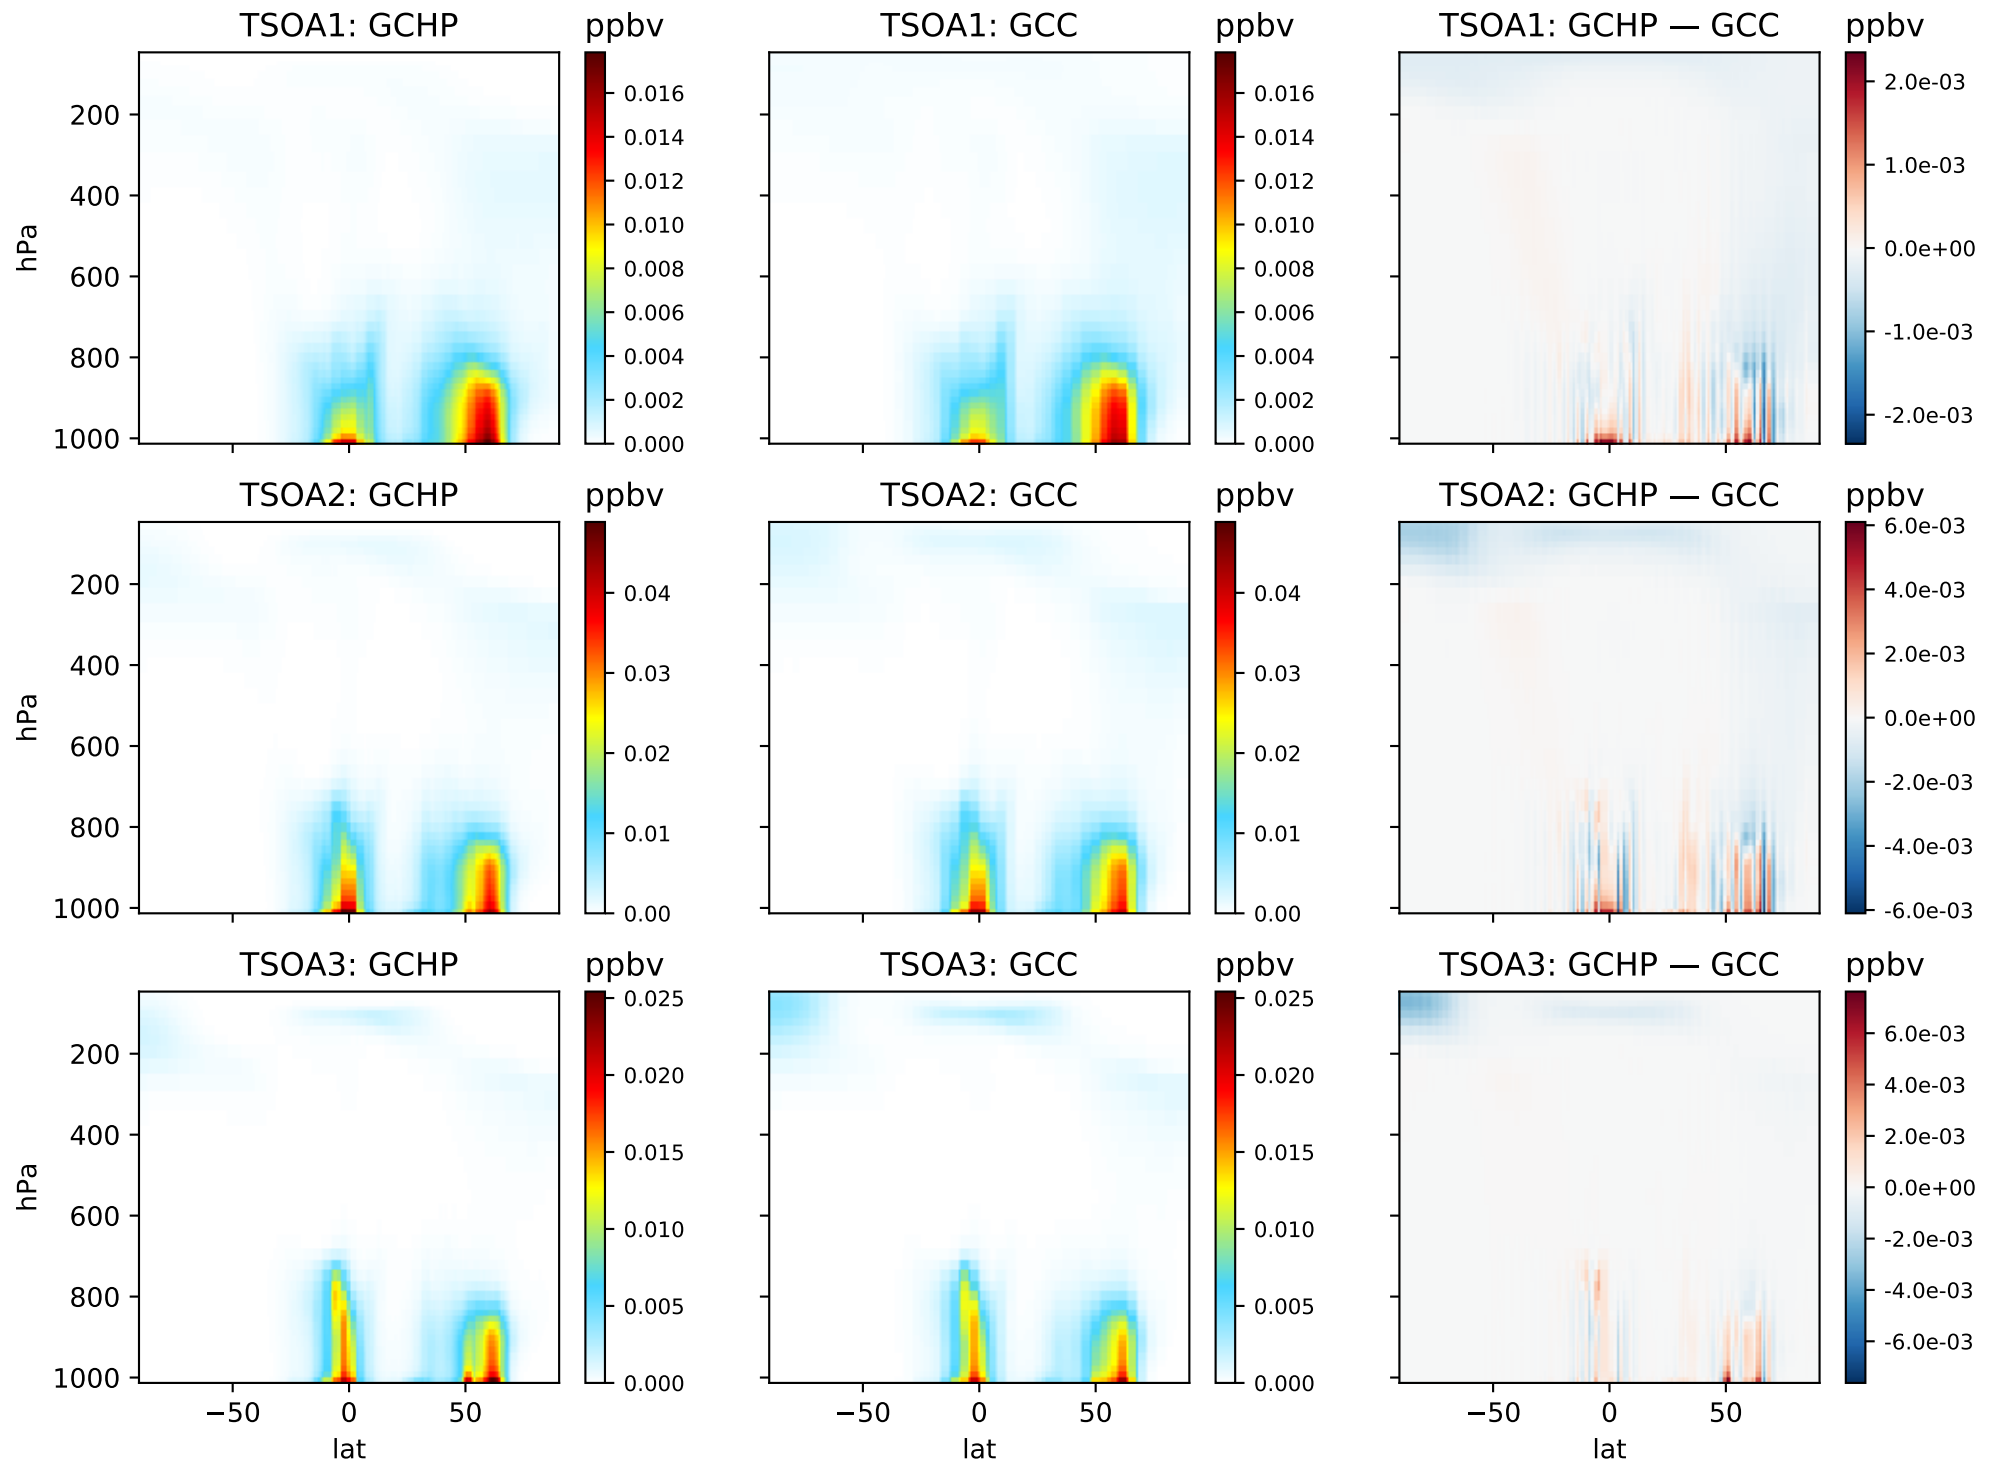 TSOA1: GCHP ppbv TSOA1: GCC ppbv TSOA1: GCHP — GCC ppbv
200
400
600
800
1000
hPa
0.016
0.014
0.012
0.010
0.008
0.006
0.004
0.002
0.000
0.016
0.014
0.012
0.010
0.008
0.006
0.004
0.002
0.000
2.0e-03
1.0e-03
0.0e+00
-1.0e-03
-2.0e-03
TSOA2: GCHP ppbv TSOA2: GCC ppbv TSOA2: GCHP — GCC ppbv
200
400
600
800
1000
hPa
0.04
0.03
0.02
0.01
0.00
0.04
0.03
0.02
0.01
0.00
6.0e-03
4.0e-03
2.0e-03
0.0e+00
-2.0e-03
-4.0e-03
-6.0e-03
TSOA3: GCHP ppbv TSOA3: GCC ppbv TSOA3: GCHP — GCC ppbv
200
400
600
800
1000
hPa
0.025
0.020
0.015
0.010
0.005
0.000
0.025
0.020
0.015
0.010
0.005
0.000
6.0e-03
4.0e-03
2.0e-03
0.0e+00
-2.0e-03
-4.0e-03
-6.0e-03
−50 0 50 −50 0 50 −50 0 50
lat lat lat